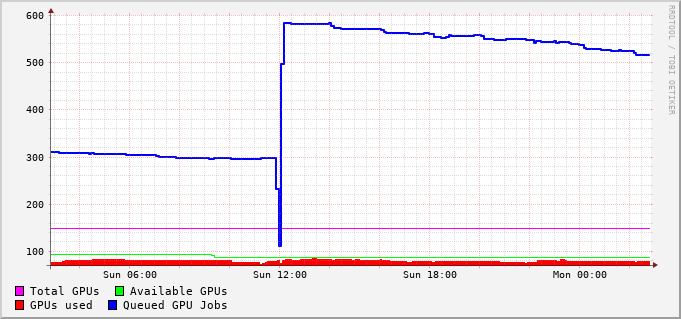 600
500
400
300
200
100
Sun 06:00 Sun 12:00 Sun 18:00 Mon 00:00
Total GPUs Available GPUs
GPUs used Queued GPU Jobs
RRDTOOL / TOBI OETIKER